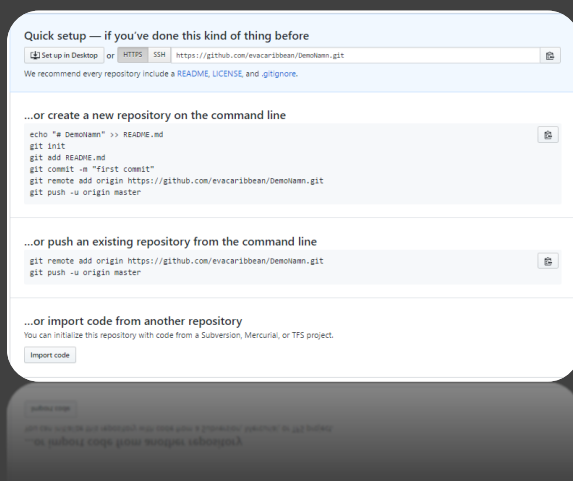 Quick setup — if you've done this kind of thing before
Set up in Desktop or HTTPS SSH https://github.com/evacaribbean/DemoNamn.git
We recommend every repository include a README, LICENSE, and .gitignore.
...or create a new repository on the command line
echo "# DemoNamn" >> README.md
git init
git add README.md
git commit -m "first commit"
git remote add origin https://github.com/evacaribbean/DemoNamn.git
git push -u origin master
...or push an existing repository from the command line
git remote add origin https://github.com/evacaribbean/DemoNamn.git
git push -u origin master
...or import code from another repository
You can initialize this repository with code from a Subversion, Mercurial, or TFS project.
Import code